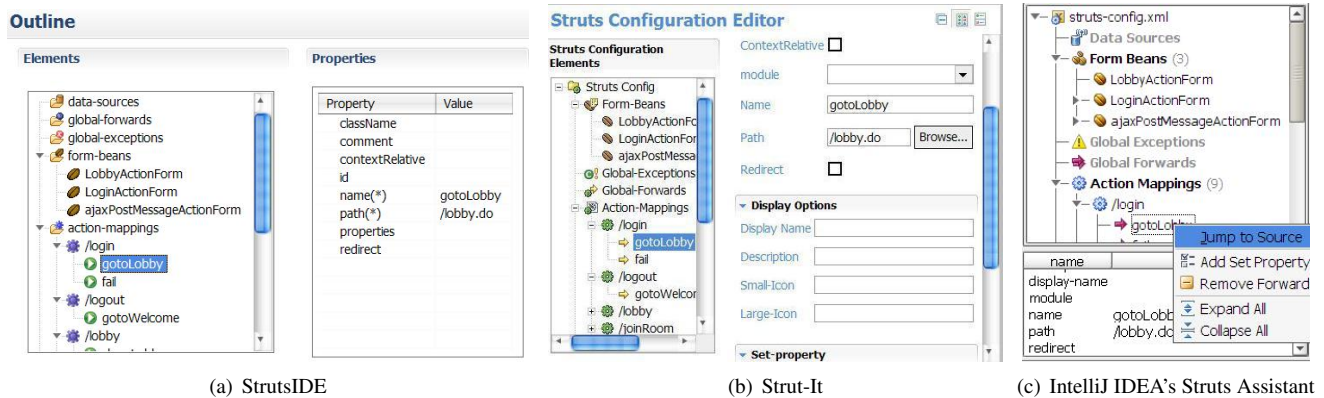 Outline
Elements
data-sources
global-forwards
global-exceptions
form-beans
LobbyActionForm
LoginActionForm
ajaxPostMessageActionForm
action-mappings
/login
gotoLobby
fail
/logout
gotoWelcome
/lobby
Properties
Property Value
className
comment
contextRelative
id
name(*) gotoLobby
path(*) /lobby.do
properties
redirect
(a) StrutsIDE
Struts Configuration Editor
Struts Configuration
Elements
Struts Config
Form-Beans
LobbyActionFc
LoginActionFor
ajaxPostMessa
Global-Exceptions
Global-Forwards
Action-Mappings
/login
gotoLobby
fail
/logout
gotoWelcor
/lobby
/joinRoom
ContextRelative
module
Name gotoLobby
Path /lobby.do Browse...
Redirect
Display Options
Display Name
Description
Small-Icon
Large-Icon
Set-property
(b) Strut-It
struts-config.xml
Data Sources
Form Beans (3)
LobbyActionForm
LoginActionForm
ajaxPostMessageActionForm
Global Exceptions
Global Forwards
Action Mappings (9)
/login
gotoLobby
Jump to Source
Add Set Property
Remove Forward
Expand All
Collapse All
name
display-name
module
name gotoLobb
path /lobby.dc
redirect
(c) IntelliJ IDEA's Struts Assistant